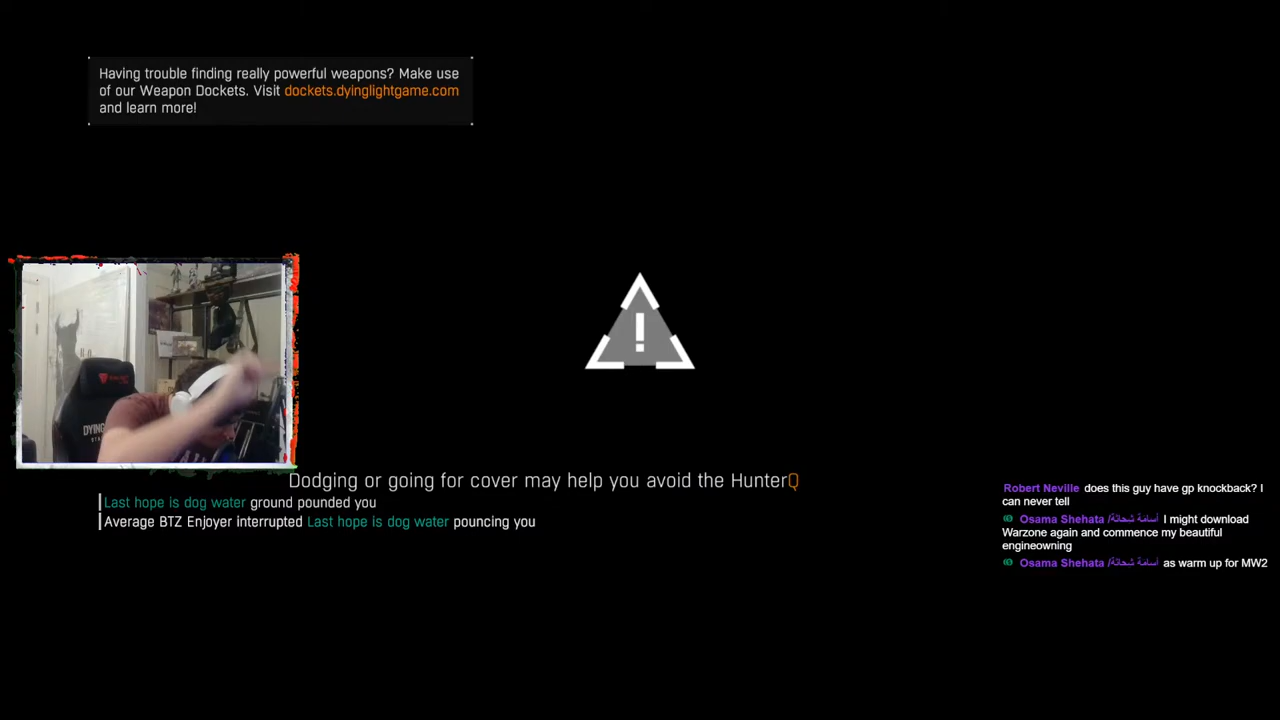 Having trouble finding really powerful weapons? Make use
of our Weapon Dockets. Visit dockets.dyinglightgame.com
and learn more!
DYING
Dodging or going for cover may help you avoid the HunterQ
Last hope is dog water ground pounded you
Average BTZ Enjoyer interrupted Last hope is dog water pouncing you
Robert Neville does this guy have gp knockback? I
can never tell
Osama Shehata /أسامة شحاتة I might download
Warzone again and commence my beautiful
engineowning
Osama Shehata /أسامة شحاتة as warm up for MW2